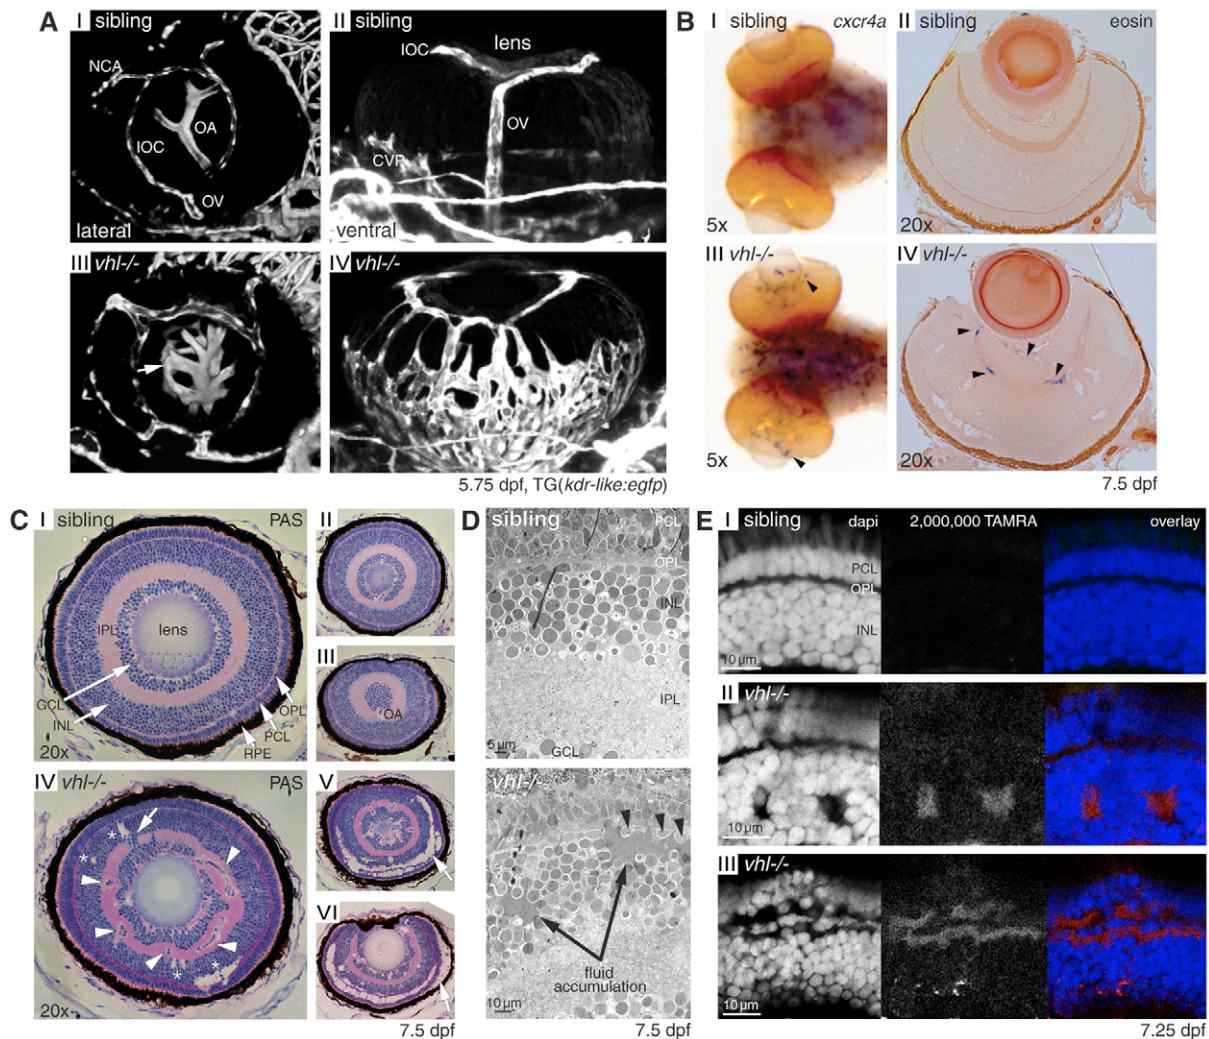 A
I sibling
NCA
OA
IOC
OV
lateral
II sibling
lens
IOC
OV
CVP
ventral
III vhl-/-
IV vhl-/-
5.75 dpf, TG(kdr-like:egfp)
B
I sibling cxcr4a
5x
II sibling eosin
20x
III vhl-/-
5x
IV vhl-/-
20x
7.5 dpf
C
I sibling PAS
IPL
lens
GCL
INL
OPL
PCL
RPE
20x
II
III
OA
IV vhl-/- PAS
* * * * *
20x
V
VI
7.5 dpf
D
sibling
PCL
OPL
INL
IPL
GCL
5 µm
vhl-/-
fluid
accumulation
10 µm
7.5 dpf
E
I sibling dapi 2,000,000 TAMRA overlay
PCL
OPL
INL
10 µm
II vhl-/-
10 µm
III vhl-/-
10 µm
7.25 dpf